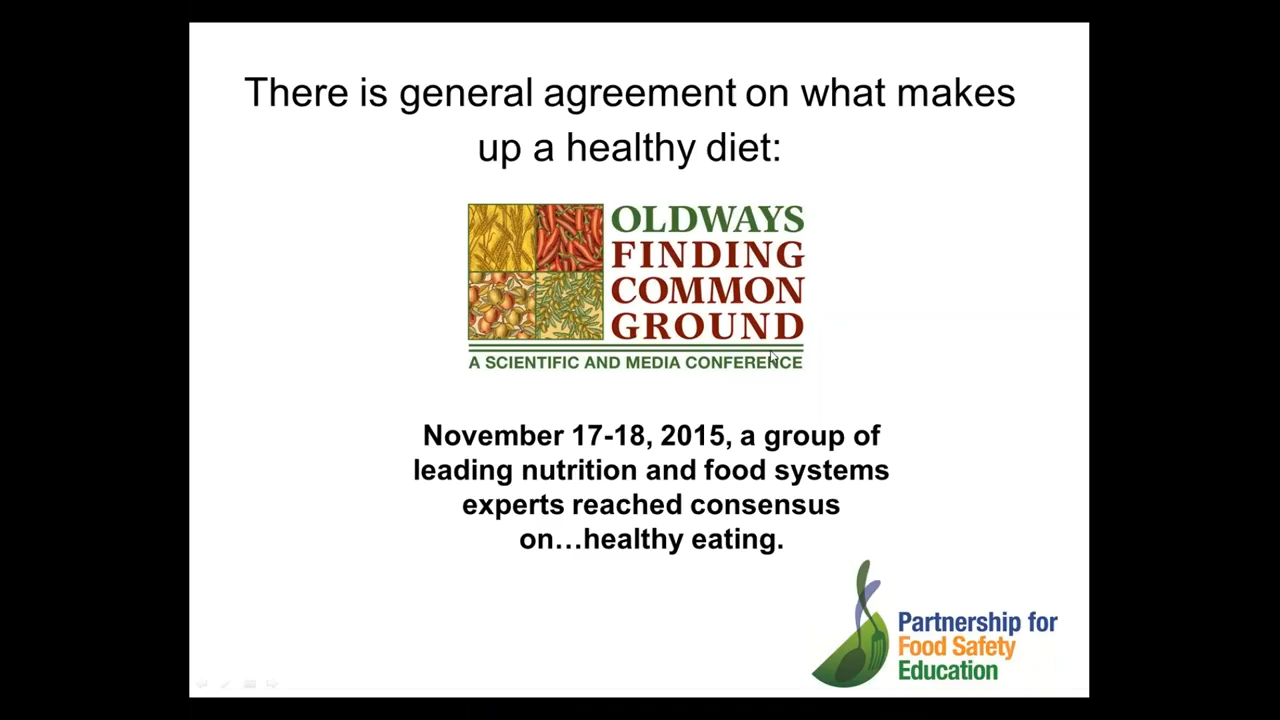 There is general agreement on what makes
up a healthy diet:
OLDWAYS
FINDING
COMMON
GROUND
A SCIENTIFIC AND MEDIA CONFERENCE
November 17-18, 2015, a group of
leading nutrition and food systems
experts reached consensus
on…healthy eating.
Partnership for
Food Safety
Education